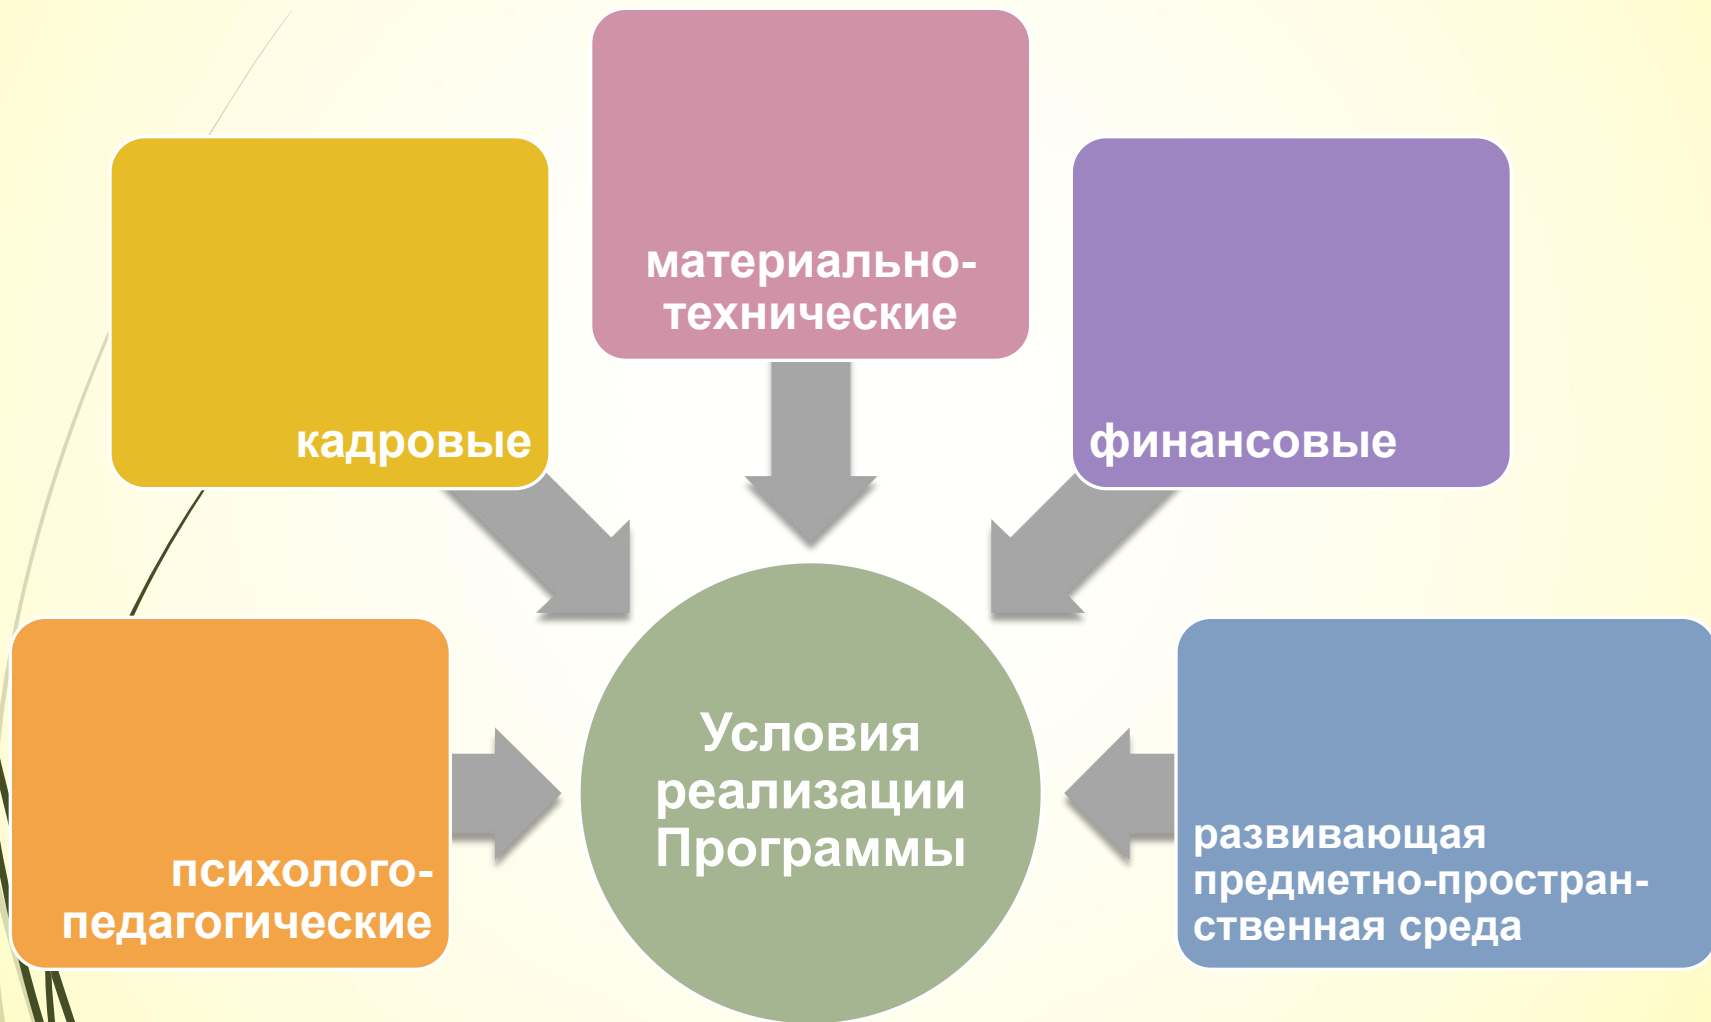 материально-
технические
кадровые
финансовые
Условия
реализации
Программы
психолого-
педагогические
развивающая
предметно-простран-
ственная среда